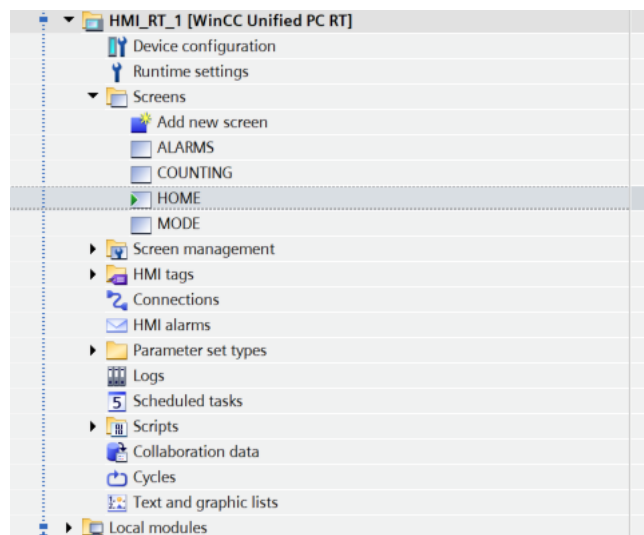 HMI_RT_1 [WinCC Unified PC RT]
Device configuration
Runtime settings
Screens
Add new screen
ALARMS
COUNTING
HOME
MODE
Screen management
HMI tags
Connections
HMI alarms
Parameter set types
Logs
5 Scheduled tasks
Scripts
Collaboration data
Cycles
Text and graphic lists
Local modules